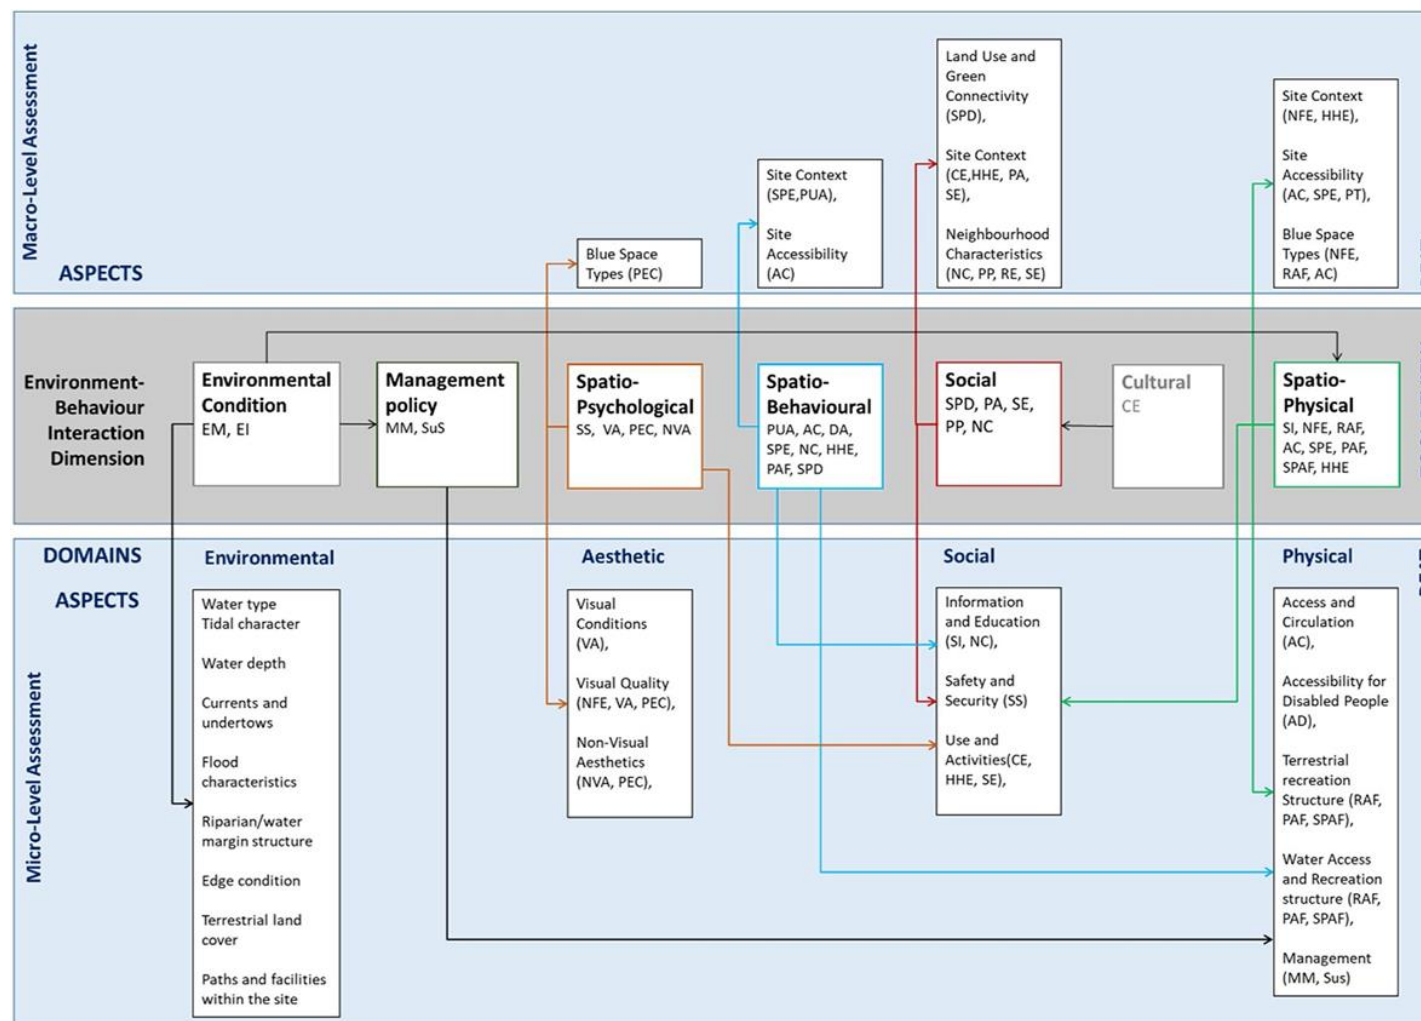 Macro-Level Assessment
ASPECTS
Blue Space
Types (PEC)
Site Context
(SPE,PUA),
Site
Accessibility
(AC)
Land Use and
Green
Connectivity
(SPD),
Site Context
(CE,HHE, PA,
SE),
Neighbourhood
Characteristics
(NC, PP, RE, SE)
Site Context
(NFE, HHE),
Site
Accessibility
(AC, SPE, PT),
Blue Space
Types (NFE,
RAF, AC)
Environment-
Behaviour
Interaction
Dimension
Environmental
Condition
EM, EI
Management
policy
MM, SuS
Spatio-
Psychological
SS, VA, PEC, NVA
Spatio-
Behavioural
PUA, AC, DA,
SPE, NC, HHE,
PAF, SPD
Social
SPD, PA, SE,
PP, NC
Cultural
CE
Spatio-
Physical
SI, NFE, RAF,
AC, SPE, PAF,
SPAF, HHE
DOMAINS
Environmental
Aesthetic
Social
Physical
ASPECTS
Micro-Level Assessment
Water type
Tidal character
Water depth
Currents and
undertows
Flood
characteristics
Riparian/water
margin structure
Edge condition
Terrestrial land
cover
Paths and facilities
within the site
Visual
Conditions
(VA),
Visual Quality
(NFE, VA, PEC),
Non-Visual
Aesthetics
(NVA, PEC),
Information
and Education
(SI, NC),
Safety and
Security (SS)
Use and
Activities(CE,
HHE, SE),
Access and
Circulation
(AC),
Accessibility for
Disabled People
(AD),
Terrestrial
recreation
Structure (RAF,
PAF, SPAF),
Water Access
and Recreation
structure (RAF,
PAF, SPAF),
Management
(MM, Sus)